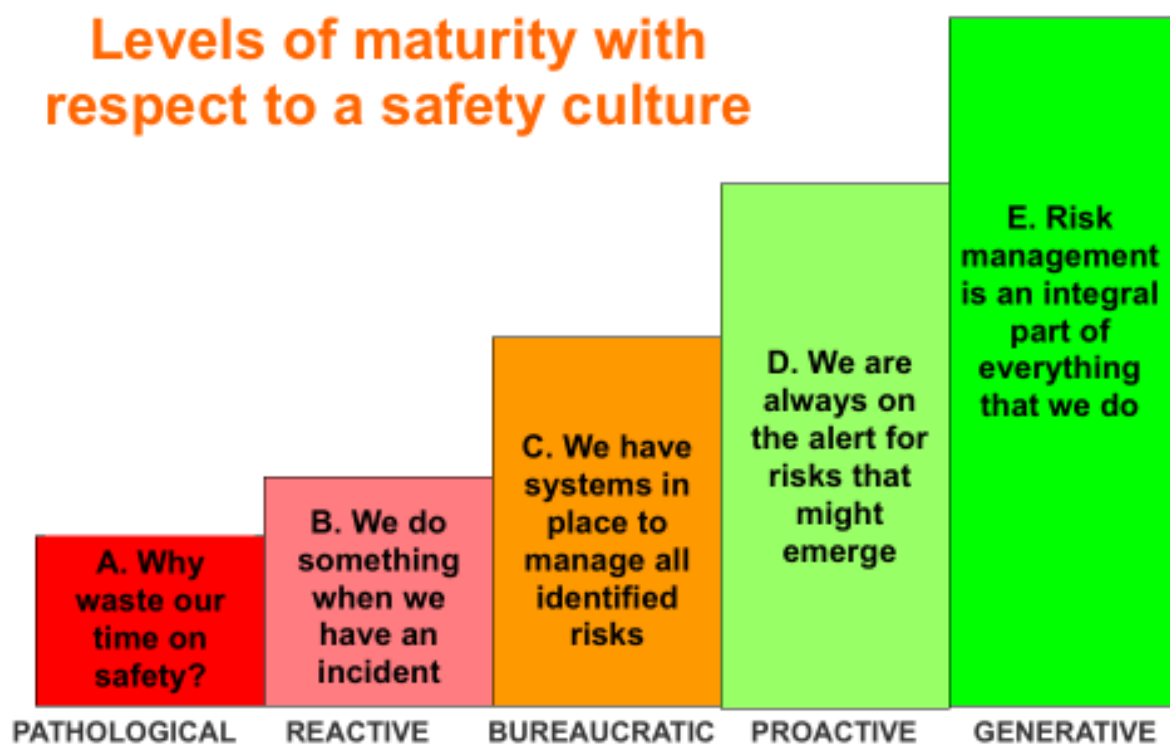 Levels of maturity with
respect to a safety culture
A. Why
waste our
time on
safety?
B. We do
something
when we
have an
incident
C. We have
systems in
place to
manage all
identified
risks
D. We are
always on
the alert for
risks that
might
emerge
E. Risk
management
is an integral
part of
everything
that we do
PATHOLOGICAL
REACTIVE
BUREAUCRATIC
PROACTIVE
GENERATIVE